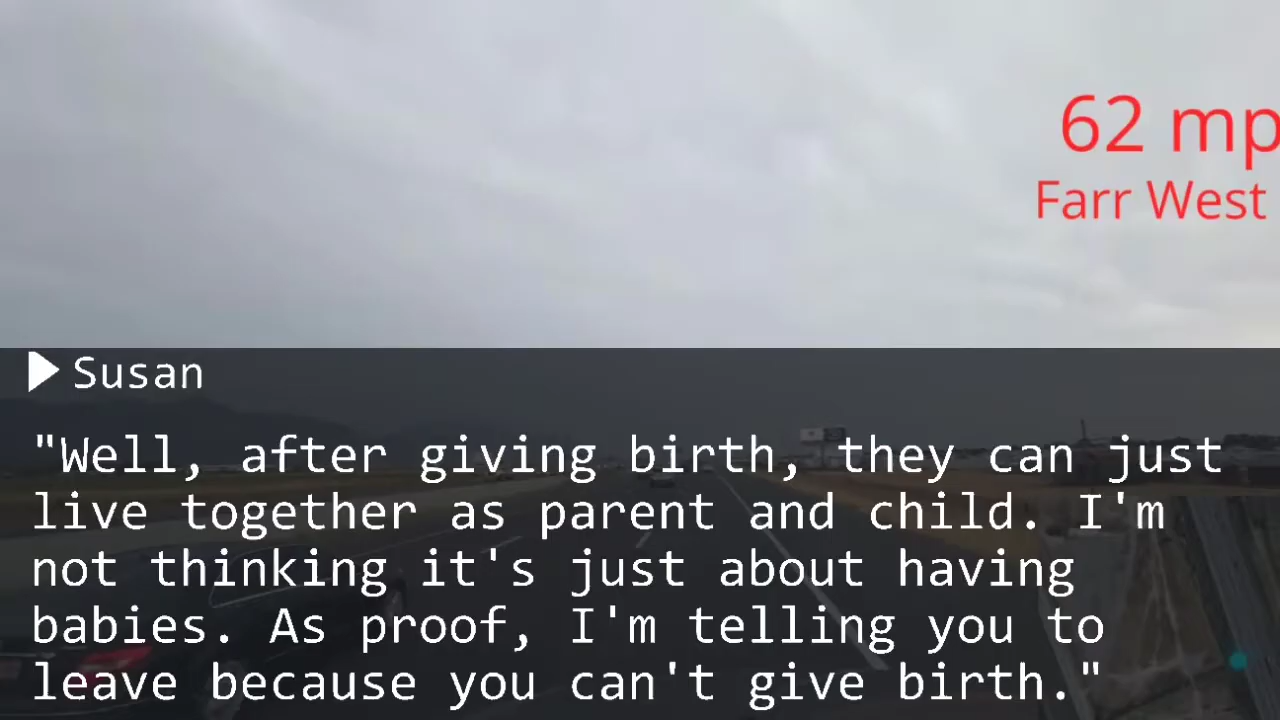 62 mp
Farr West
Susan
"Well, after giving birth, they can just
live together as parent and child. I'm
not thinking it's just about having
babies. As proof, I'm telling you to
leave because you can't give birth."